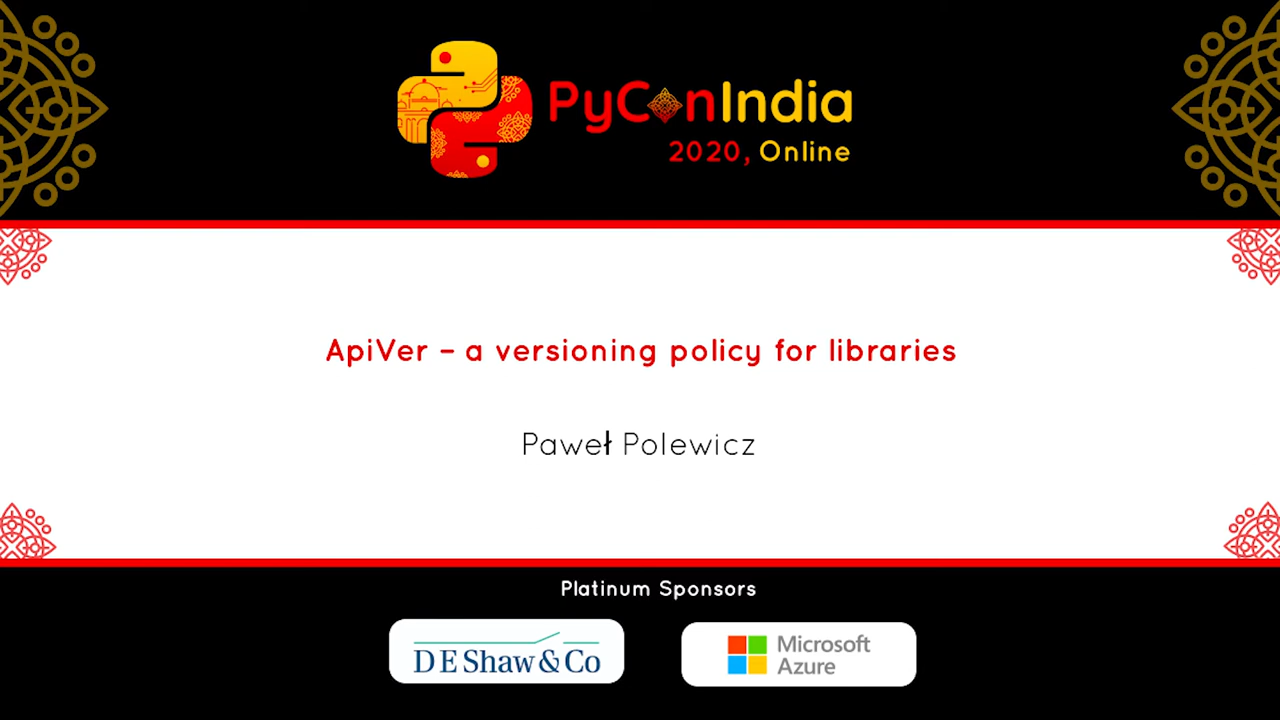 PyConIndia
2020, Online
ApiVer – a versioning policy for libraries
Paweł Polewicz
Platinum Sponsors
D E Shaw & Co
Microsoft
Azure